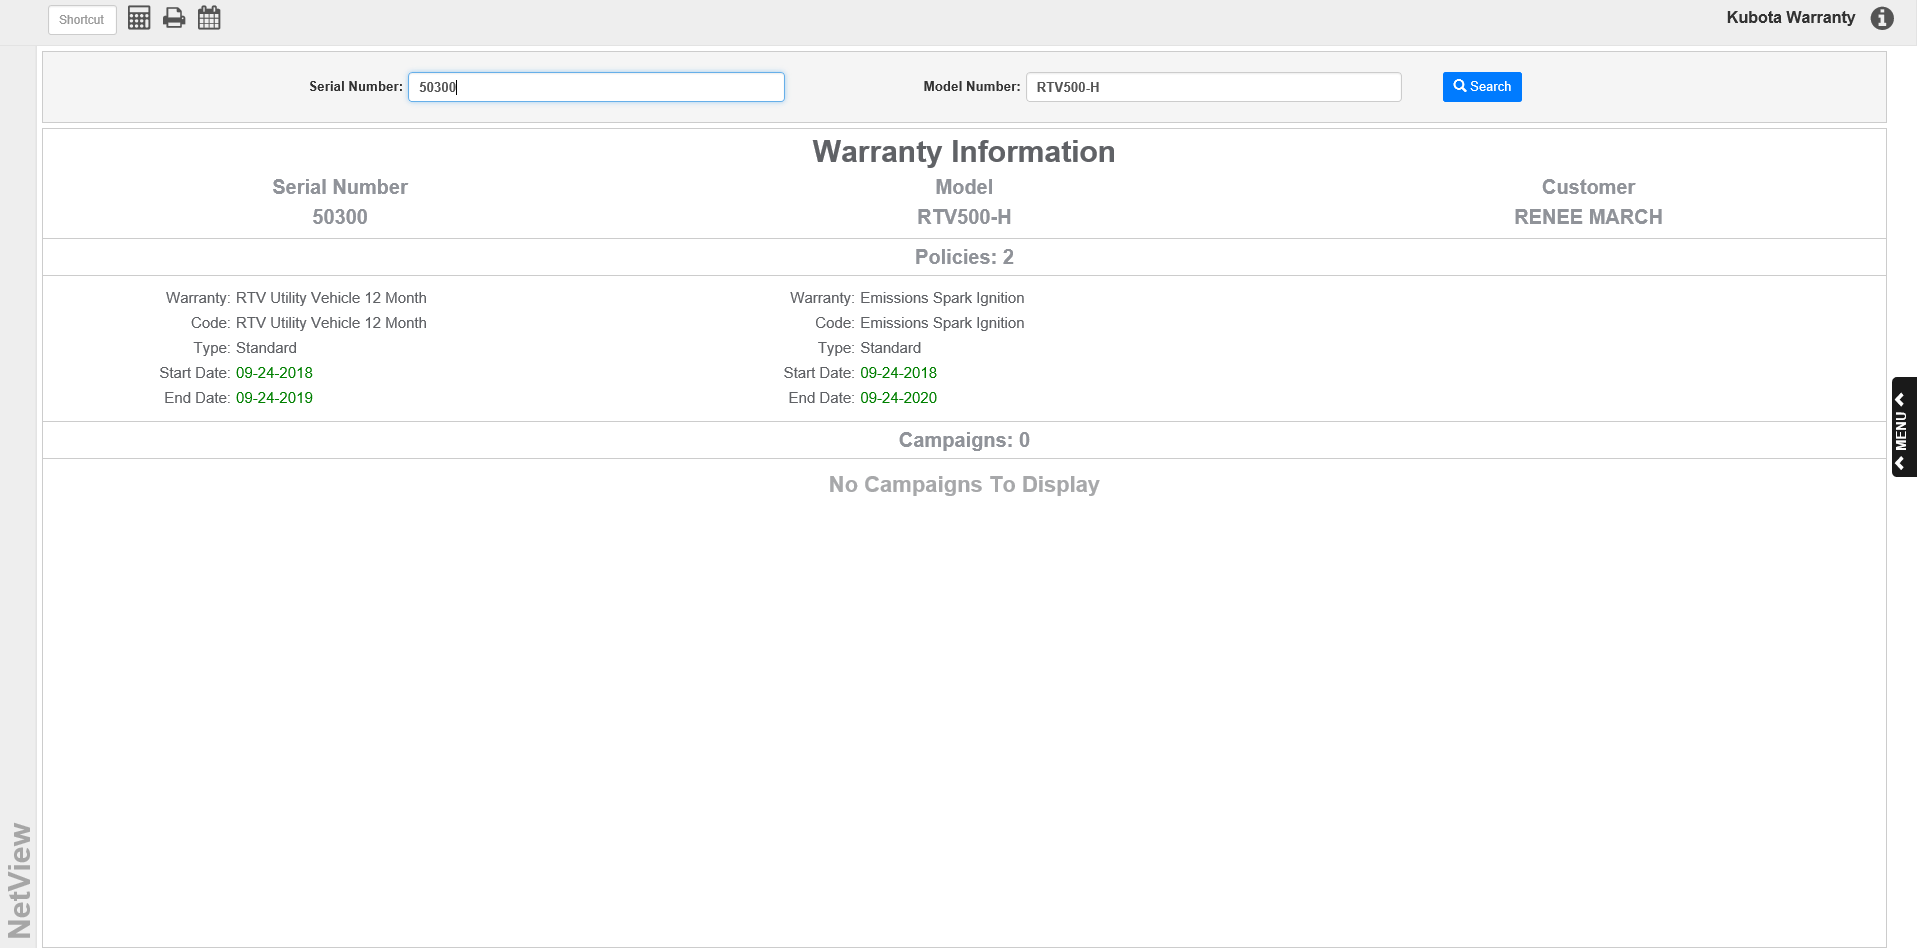 Shortcut
Kubota Warranty
Serial Number: 50300
Model Number: RTV500-H
Search
Warranty Information
Serial Number Model Customer
50300 RTV500-H RENEE MARCH
Policies: 2
Warranty: RTV Utility Vehicle 12 Month
Code: RTV Utility Vehicle 12 Month
Type: Standard
Start Date: 09-24-2018
End Date: 09-24-2019
Warranty: Emissions Spark Ignition
Code: Emissions Spark Ignition
Type: Standard
Start Date: 09-24-2018
End Date: 09-24-2020
Campaigns: 0
No Campaigns To Display
MENU
NetView